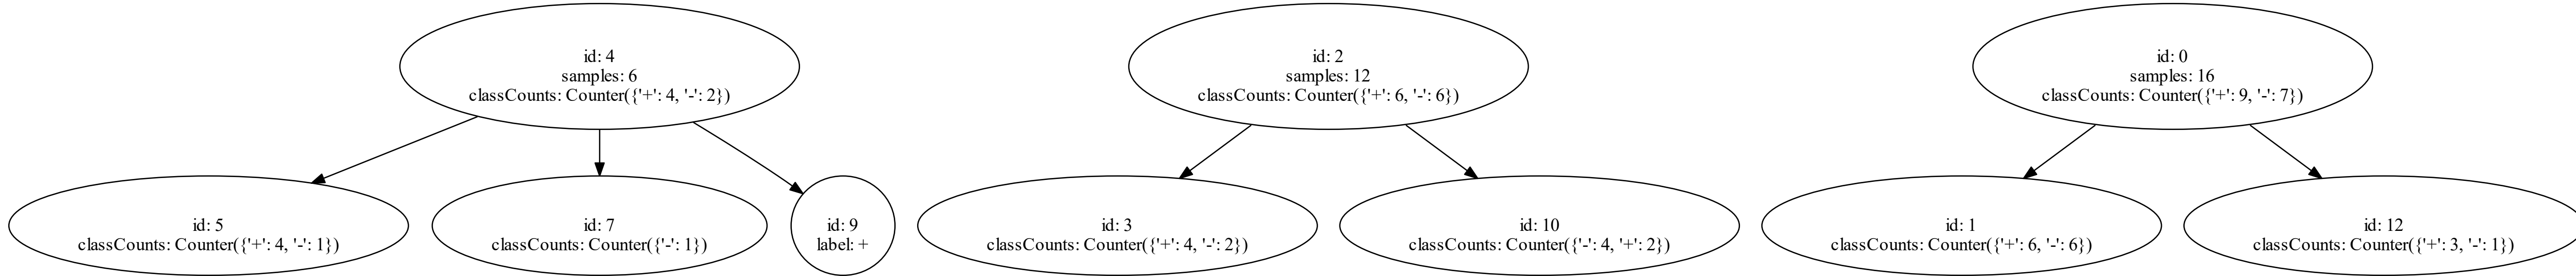 id: 4
samples: 6
classCounts: Counter({'+': 4, '-': 2})
id: 2
samples: 12
classCounts: Counter({'+': 6, '-': 6})
id: 0
samples: 16
classCounts: Counter({'+': 9, '-': 7})
id: 5
classCounts: Counter({'+': 4, '-': 1})
id: 7
classCounts: Counter({'-': 1})
id: 9
label: +
id: 3
classCounts: Counter({'+': 4, '-': 2})
id: 10
classCounts: Counter({'-': 4, '+': 2})
id: 1
classCounts: Counter({'+': 6, '-': 6})
id: 12
classCounts: Counter({'+': 3, '-': 1})